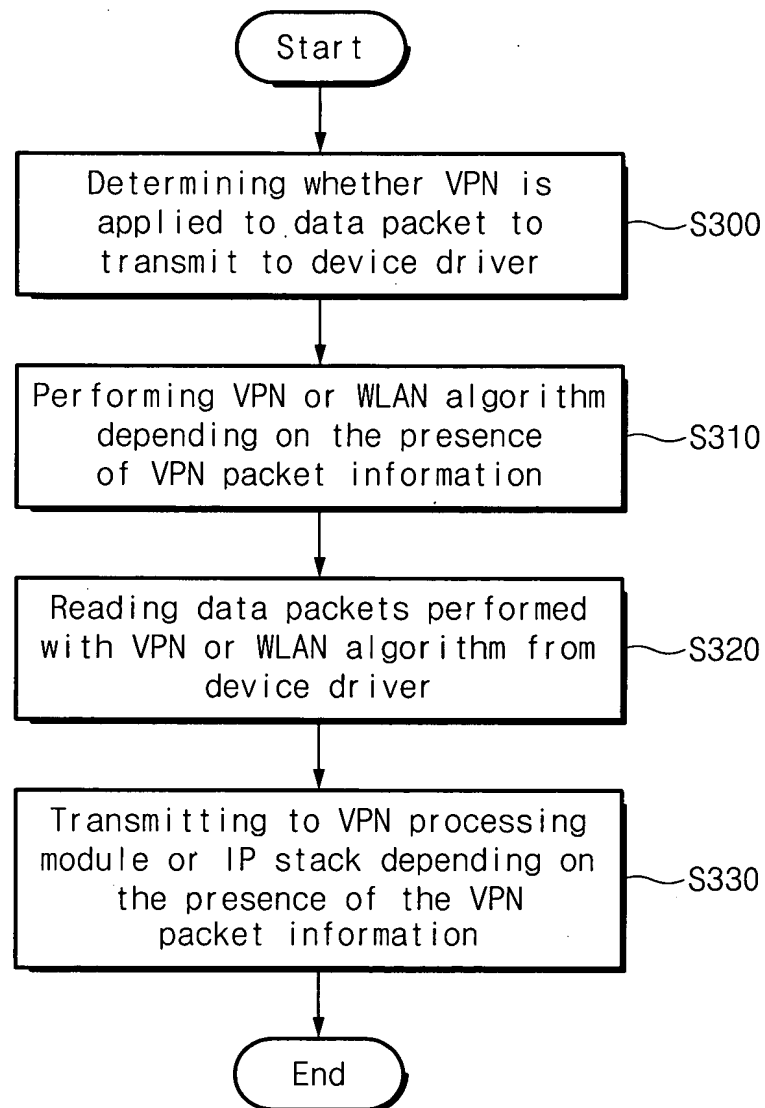 Start
Determining whether VPN is
applied to data packet to
transmit to device driver
S300
Performing VPN or WLAN algorithm
depending on the presence
of VPN packet information
S310
Reading data packets performed
with VPN or WLAN algorithm from
device driver
S320
Transmitting to VPN processing
module or IP stack depending on
the presence of the VPN
packet information
S330
End